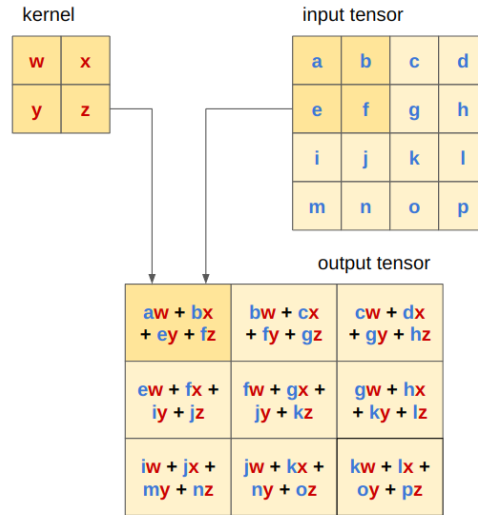 kernel
input tensor
w x
y z
a b c d
e f g h
i j k l
m n o p
output tensor
aw + bx
+ ey + fz
bw + cx
+ fy + gz
cw + dx
+ gy + hz
ew + fx +
iy + jz
fw + gx +
jy + kz
gw + hx
+ ky + lz
iw + jx +
my + nz
jw + kx +
ny + oz
kw + lx +
oy + pz